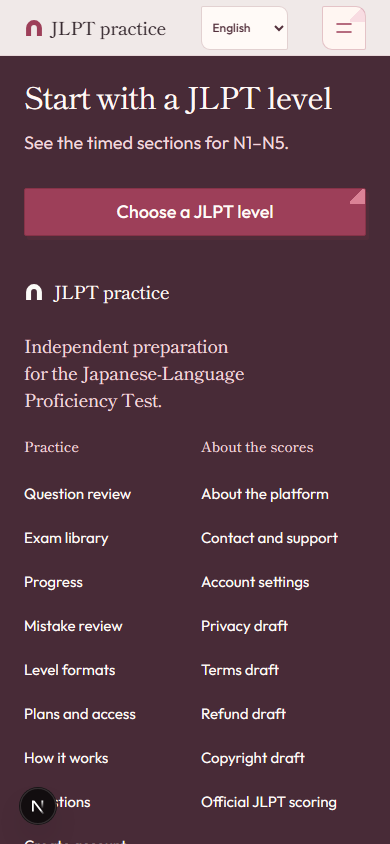 JLPT practice
English
Start with a JLPT level
See the timed sections for N1–N5.
Choose a JLPT level
JLPT practice
Independent preparation
for the Japanese-Language
Proficiency Test.
Practice
Question review
Exam library
Progress
Mistake review
Level formats
Plans and access
How it works
N
About the scores
About the platform
Contact and support
Account settings
Privacy draft
Terms draft
Refund draft
Copyright draft
Official JLPT scoring